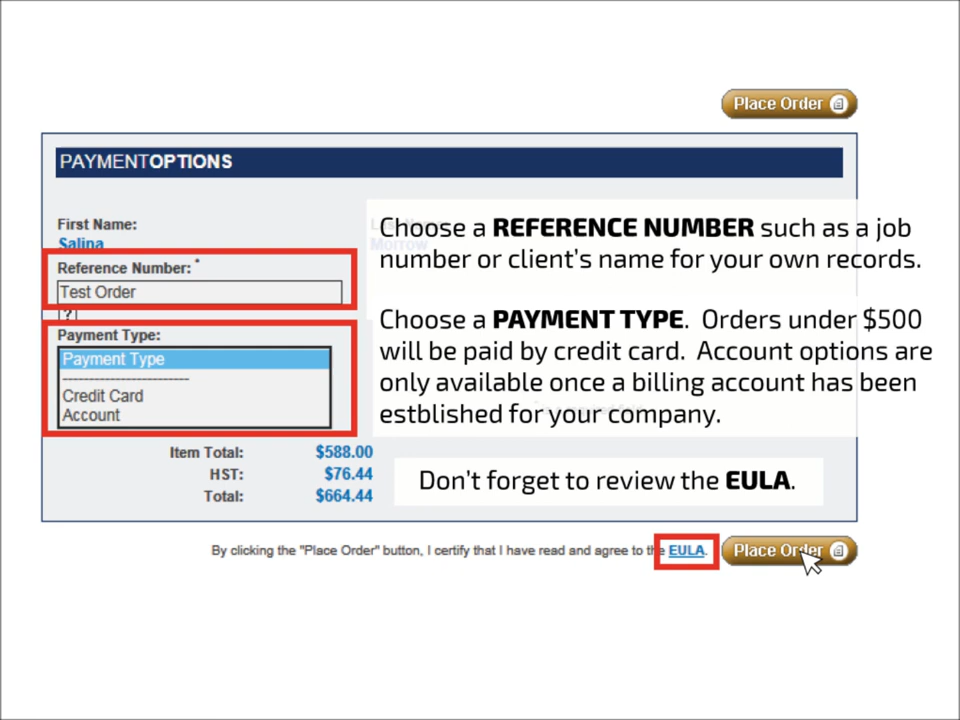 Place Order
PAYMENTOPTIONS
First Name:
Salina
Morrow
Reference Number: *
Test Order
[?]
Choose a REFERENCE NUMBER such as a job
number or client's name for your own records.
Payment Type:
Payment Type
------------------------
Credit Card
Account
Choose a PAYMENT TYPE. Orders under $500
will be paid by credit card. Account options are
only available once a billing account has been
estblished for your company.
Item Total: $588.00
HST: $76.44
Total: $664.44
Don't forget to review the EULA.
By clicking the "Place Order" button, I certify that I have read and agree to the EULA.
Place Order